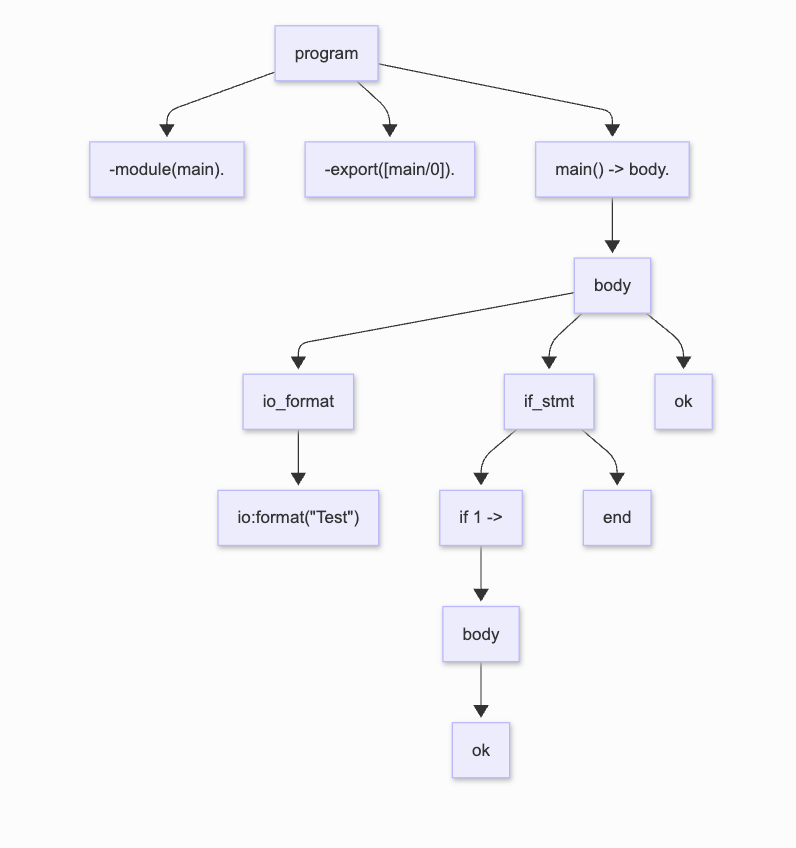 program
-module(main).
-export([main/0]).
main() -> body.
body
io_format
if_stmt
ok
io:format("Test")
if 1 ->
end
body
ok